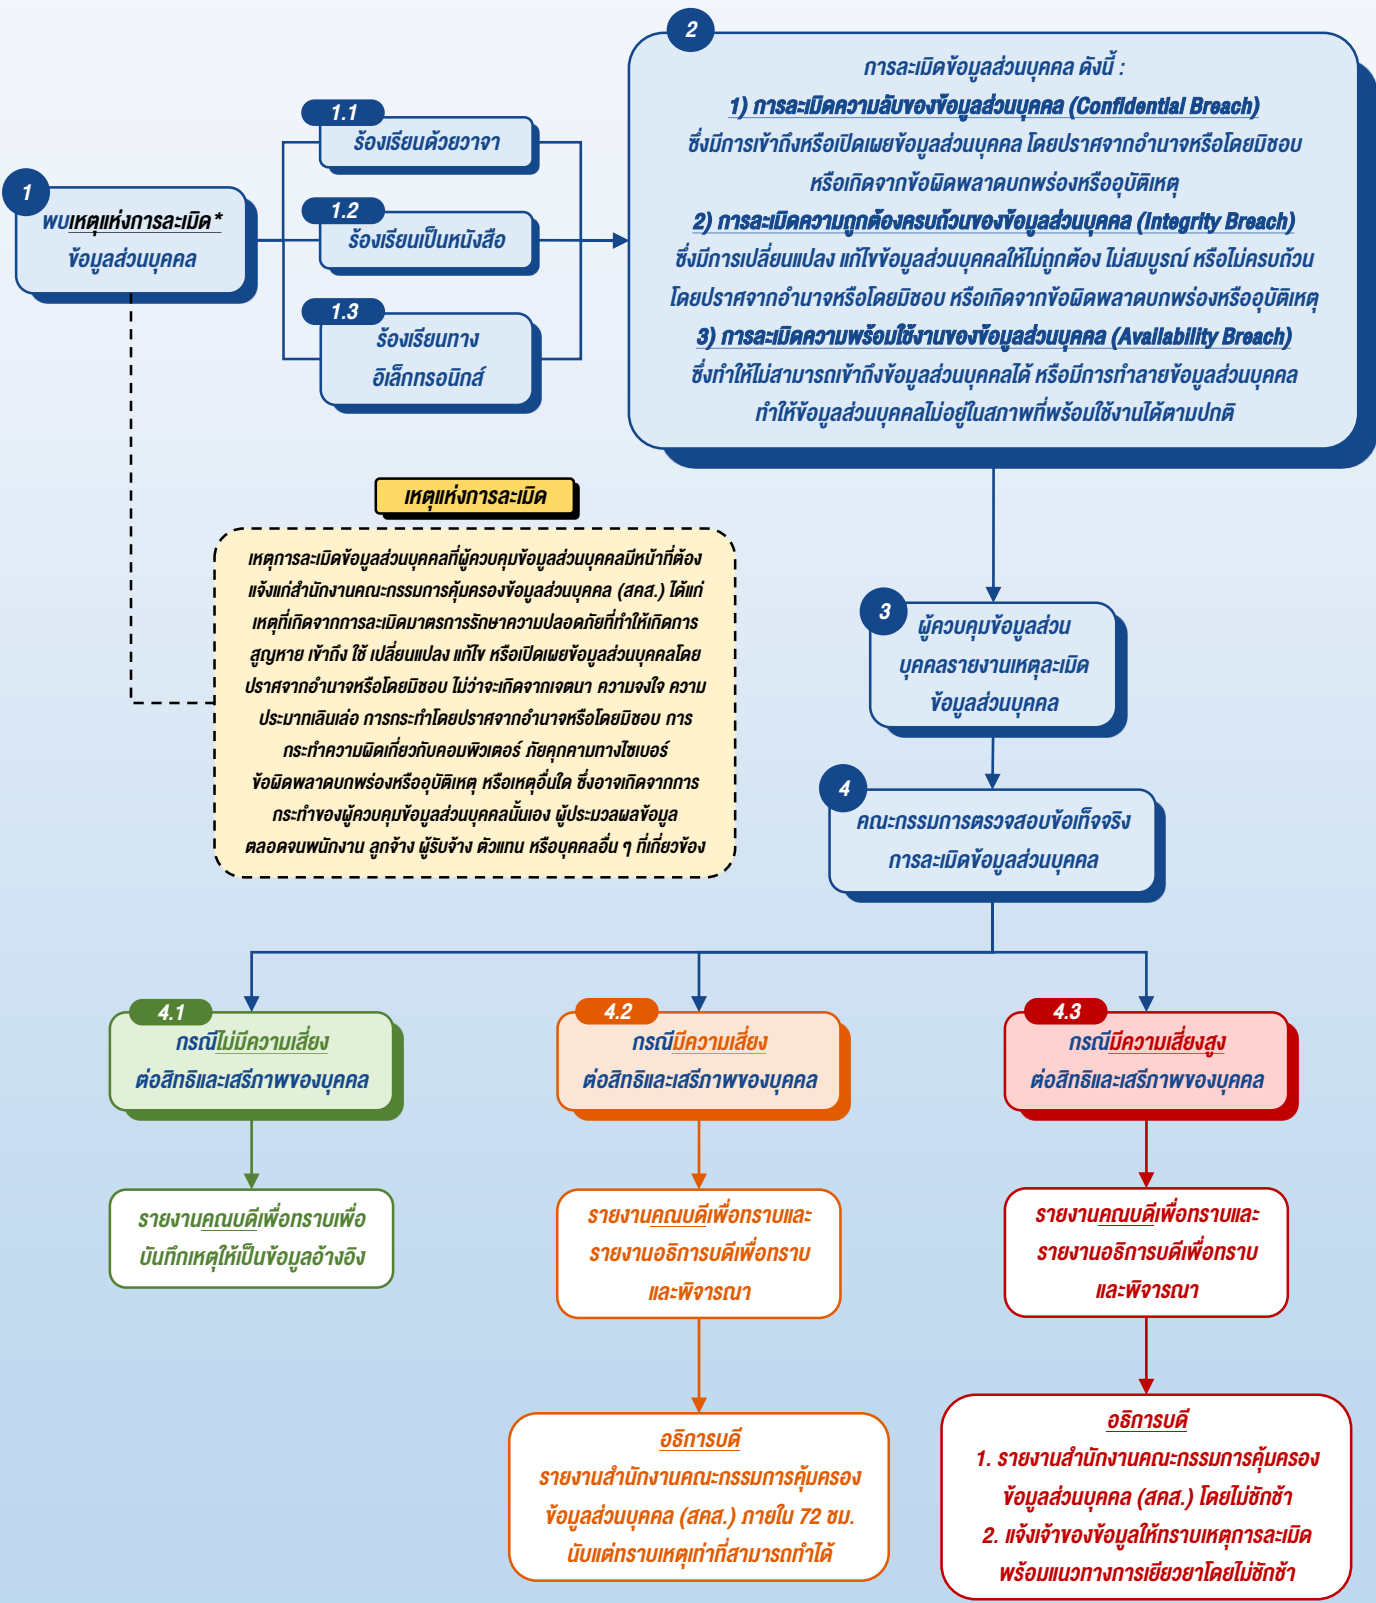 1
พบเหตุแห่งการละเมิด*
ข้อมูลส่วนบุคคล
1.1
ร้องเรียนด้วยวาจา
1.2
ร้องเรียนเป็นหนังสือ
1.3
ร้องเรียนทาง
อิเล็กทรอนิกส์
2
การละเมิดข้อมูลส่วนบุคคล ดังนี้ :
1) การละเมิดความลับของข้อมูลส่วนบุคคล (Confidential Breach)
ซึ่งมีการเข้าถึงหรือเปิดเผยข้อมูลส่วนบุคคล โดยปราศจากอำนาจหรือโดยมิชอบ
หรือเกิดจากข้อผิดพลาดบกพร่องหรืออุบัติเหตุ
2) การละเมิดความถูกต้องครบถ้วนของข้อมูลส่วนบุคคล (Integrity Breach)
ซึ่งมีการเปลี่ยนแปลง แก้ไขข้อมูลส่วนบุคคลให้ไม่ถูกต้อง ไม่สมบูรณ์ หรือไม่ครบถ้วน
โดยปราศจากอำนาจหรือโดยมิชอบ หรือเกิดจากข้อผิดพลาดบกพร่องหรืออุบัติเหตุ
3) การละเมิดความพร้อมใช้งานของข้อมูลส่วนบุคคล (Availability Breach)
ซึ่งทำให้ไม่สามารถเข้าถึงข้อมูลส่วนบุคคลได้ หรือมีการทำลายข้อมูลส่วนบุคคล
ทำให้ข้อมูลส่วนบุคคลไม่อยู่ในสภาพที่พร้อมใช้งานได้ตามปกติ
เหตุแห่งการละเมิด
เหตุการละเมิดข้อมูลส่วนบุคคลที่ผู้ควบคุมข้อมูลส่วนบุคคลมีหน้าที่ต้อง
แจ้งแก่สำนักงานคณะกรรมการคุ้มครองข้อมูลส่วนบุคคล (สคส.) ได้แก่
เหตุที่เกิดจากการละเมิดมาตรการรักษาความปลอดภัยที่ทำให้เกิดการ
สูญหาย เข้าถึง ใช้ เปลี่ยนแปลง แก้ไข หรือเปิดเผยข้อมูลส่วนบุคคลโดย
ปราศจากอำนาจหรือโดยมิชอบ ไม่ว่าจะเกิดจากเจตนา ความจงใจ ความ
ประมาทเลินเล่อ การกระทำโดยปราศจากอำนาจหรือโดยมิชอบ การ
กระทำความผิดเกี่ยวกับคอมพิวเตอร์ ภัยคุกคามทางไซเบอร์
ข้อผิดพลาดบกพร่องหรืออุบัติเหตุ หรือเหตุอื่นใด ซึ่งอาจเกิดจากการ
กระทำของผู้ควบคุมข้อมูลส่วนบุคคลนั้นเอง ผู้ประมวลผลข้อมูล
ตลอดจนพนักงาน ลูกจ้าง ผู้รับจ้าง ตัวแทน หรือบุคคลอื่น ๆ ที่เกี่ยวข้อง
3
ผู้ควบคุมข้อมูลส่วน
บุคคลรายงานเหตุละเมิด
ข้อมูลส่วนบุคคล
4
คณะกรรมการตรวจสอบข้อเท็จจริง
การละเมิดข้อมูลส่วนบุคคล
4.1
กรณีไม่มีความเสี่ยง
ต่อสิทธิและเสรีภาพของบุคคล
รายงานคณบดีเพื่อทราบเพื่อ
บันทึกเหตุให้เป็นข้อมูลอ้างอิง
4.2
กรณีมีความเสี่ยง
ต่อสิทธิและเสรีภาพของบุคคล
รายงานคณบดีเพื่อทราบและ
รายงานอธิการบดีเพื่อทราบ
และพิจารณา
อธิการบดี
รายงานสำนักงานคณะกรรมการคุ้มครอง
ข้อมูลส่วนบุคคล (สคส.) ภายใน 72 ชม.
นับแต่ทราบเหตุเท่าที่สามารถทำได้
4.3
กรณีมีความเสี่ยงสูง
ต่อสิทธิและเสรีภาพของบุคคล
รายงานคณบดีเพื่อทราบและ
รายงานอธิการบดีเพื่อทราบ
และพิจารณา
อธิการบดี
1. รายงานสำนักงานคณะกรรมการคุ้มครอง
ข้อมูลส่วนบุคคล (สคส.) โดยไม่ชักช้า
2. แจ้งเจ้าของข้อมูลให้ทราบเหตุการละเมิด
พร้อมแนวทางการเยียวยาโดยไม่ชักช้า